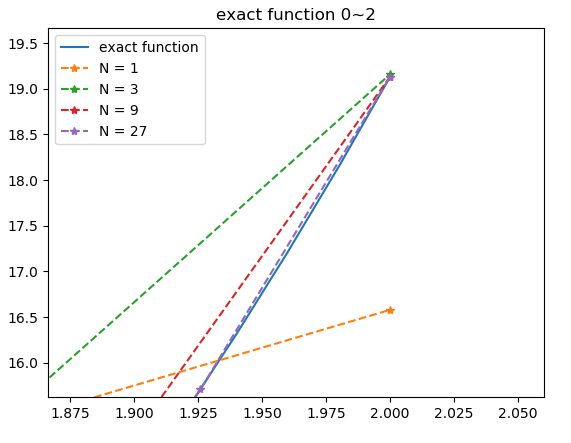 exact function 0~2
exact function
N = 1
N = 3
N = 9
N = 27
19.5
19.0
18.5
18.0
17.5
17.0
16.5
16.0
1.875 1.900 1.925 1.950 1.975 2.000 2.025 2.050